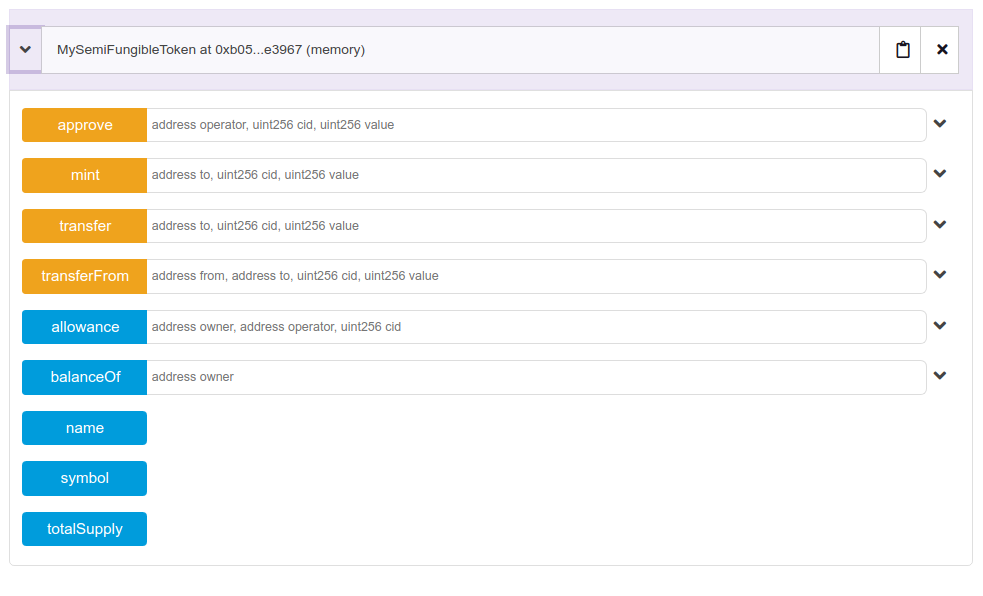 MySemiFungibleToken at 0xb05...e3967 (memory)
approve address operator, uint256 cid, uint256 value
mint address to, uint256 cid, uint256 value
transfer address to, uint256 cid, uint256 value
transferFrom address from, address to, uint256 cid, uint256 value
allowance address owner, address operator, uint256 cid
balanceOf address owner
name
symbol
totalSupply